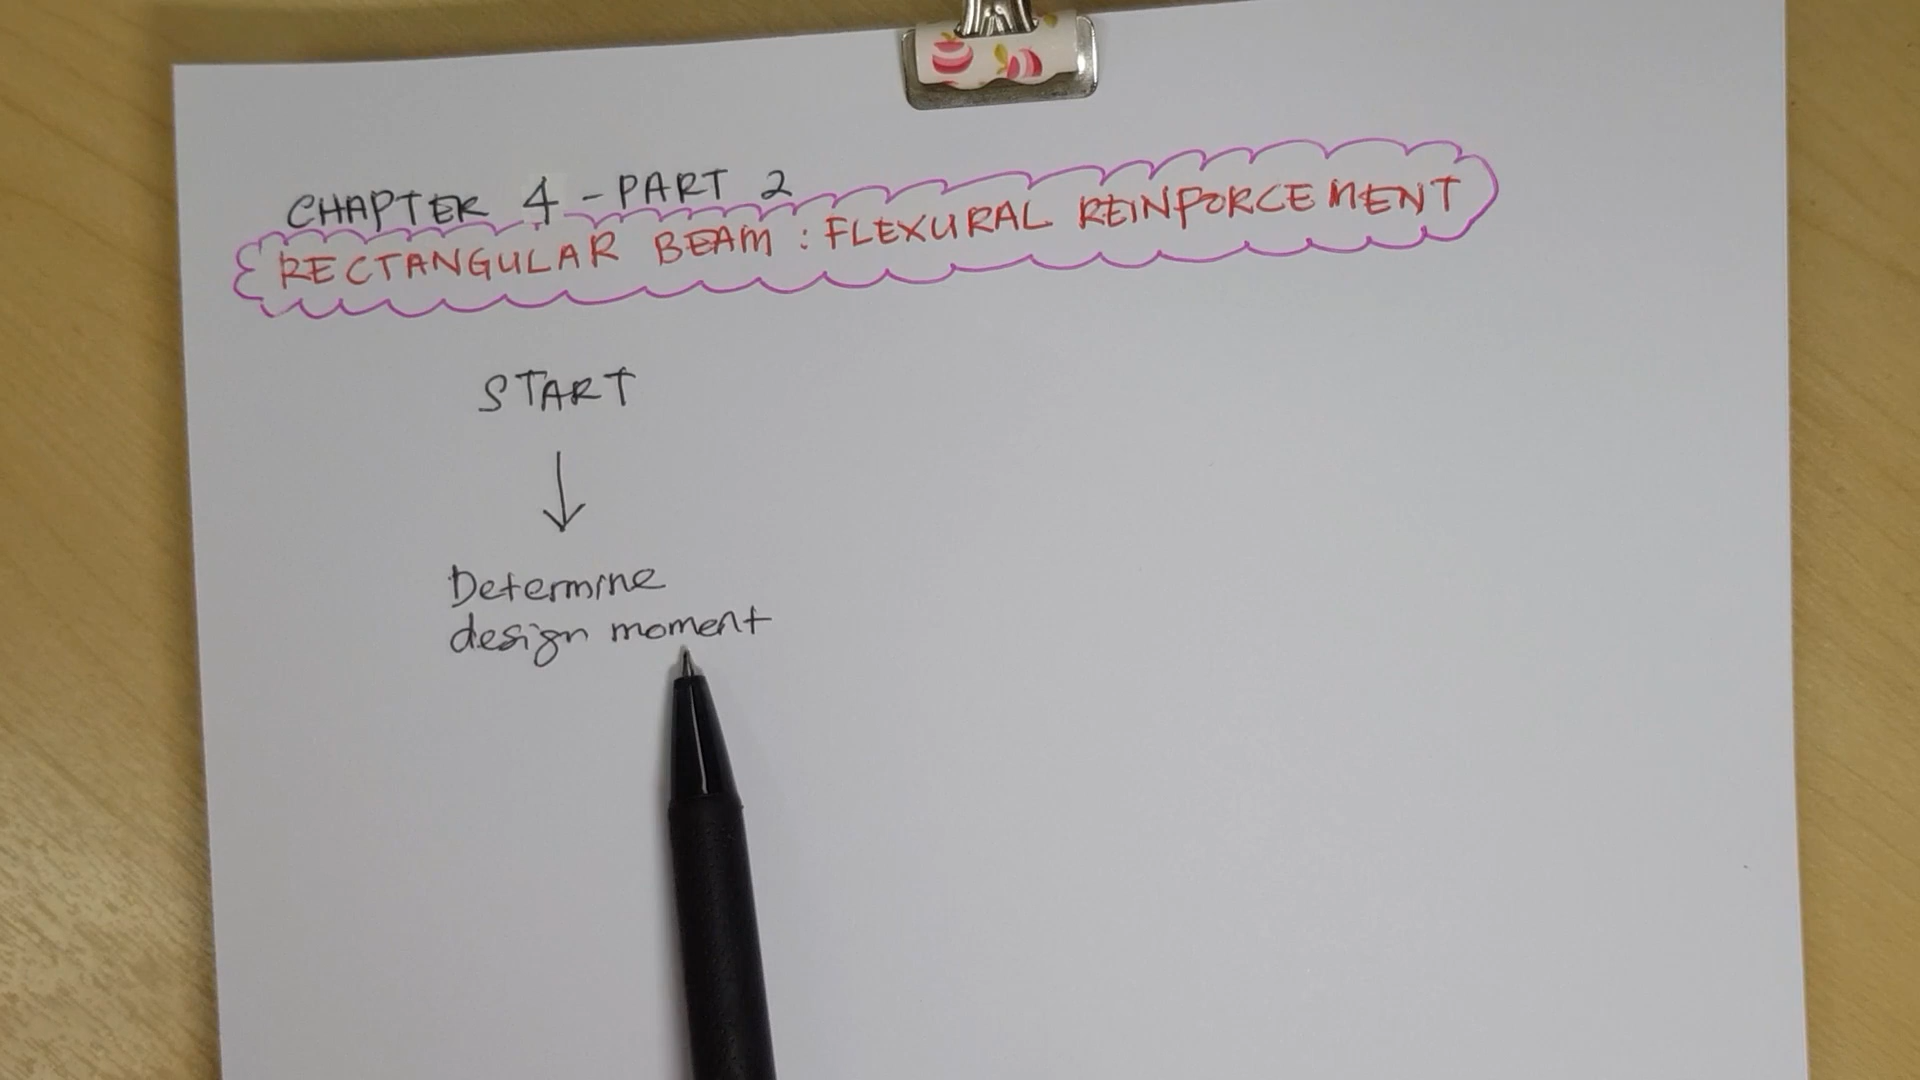 CHAPTER 4 - PART 2
RECTANGULAR BEAM : FLEXURAL REINFORCEMENT
START
Determine
design moment